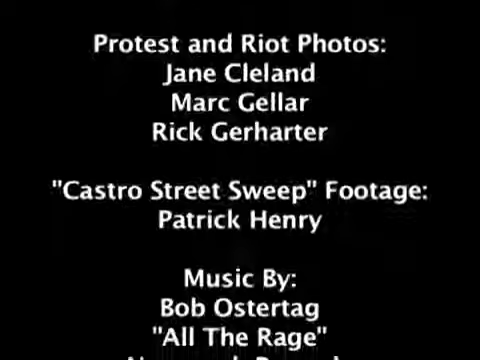 Protest and Riot Photos:
Jane Cleland
Marc Gellar
Rick Gerharter
"Castro Street Sweep" Footage:
Patrick Henry
Music By:
Bob Ostertag
"All The Rage"